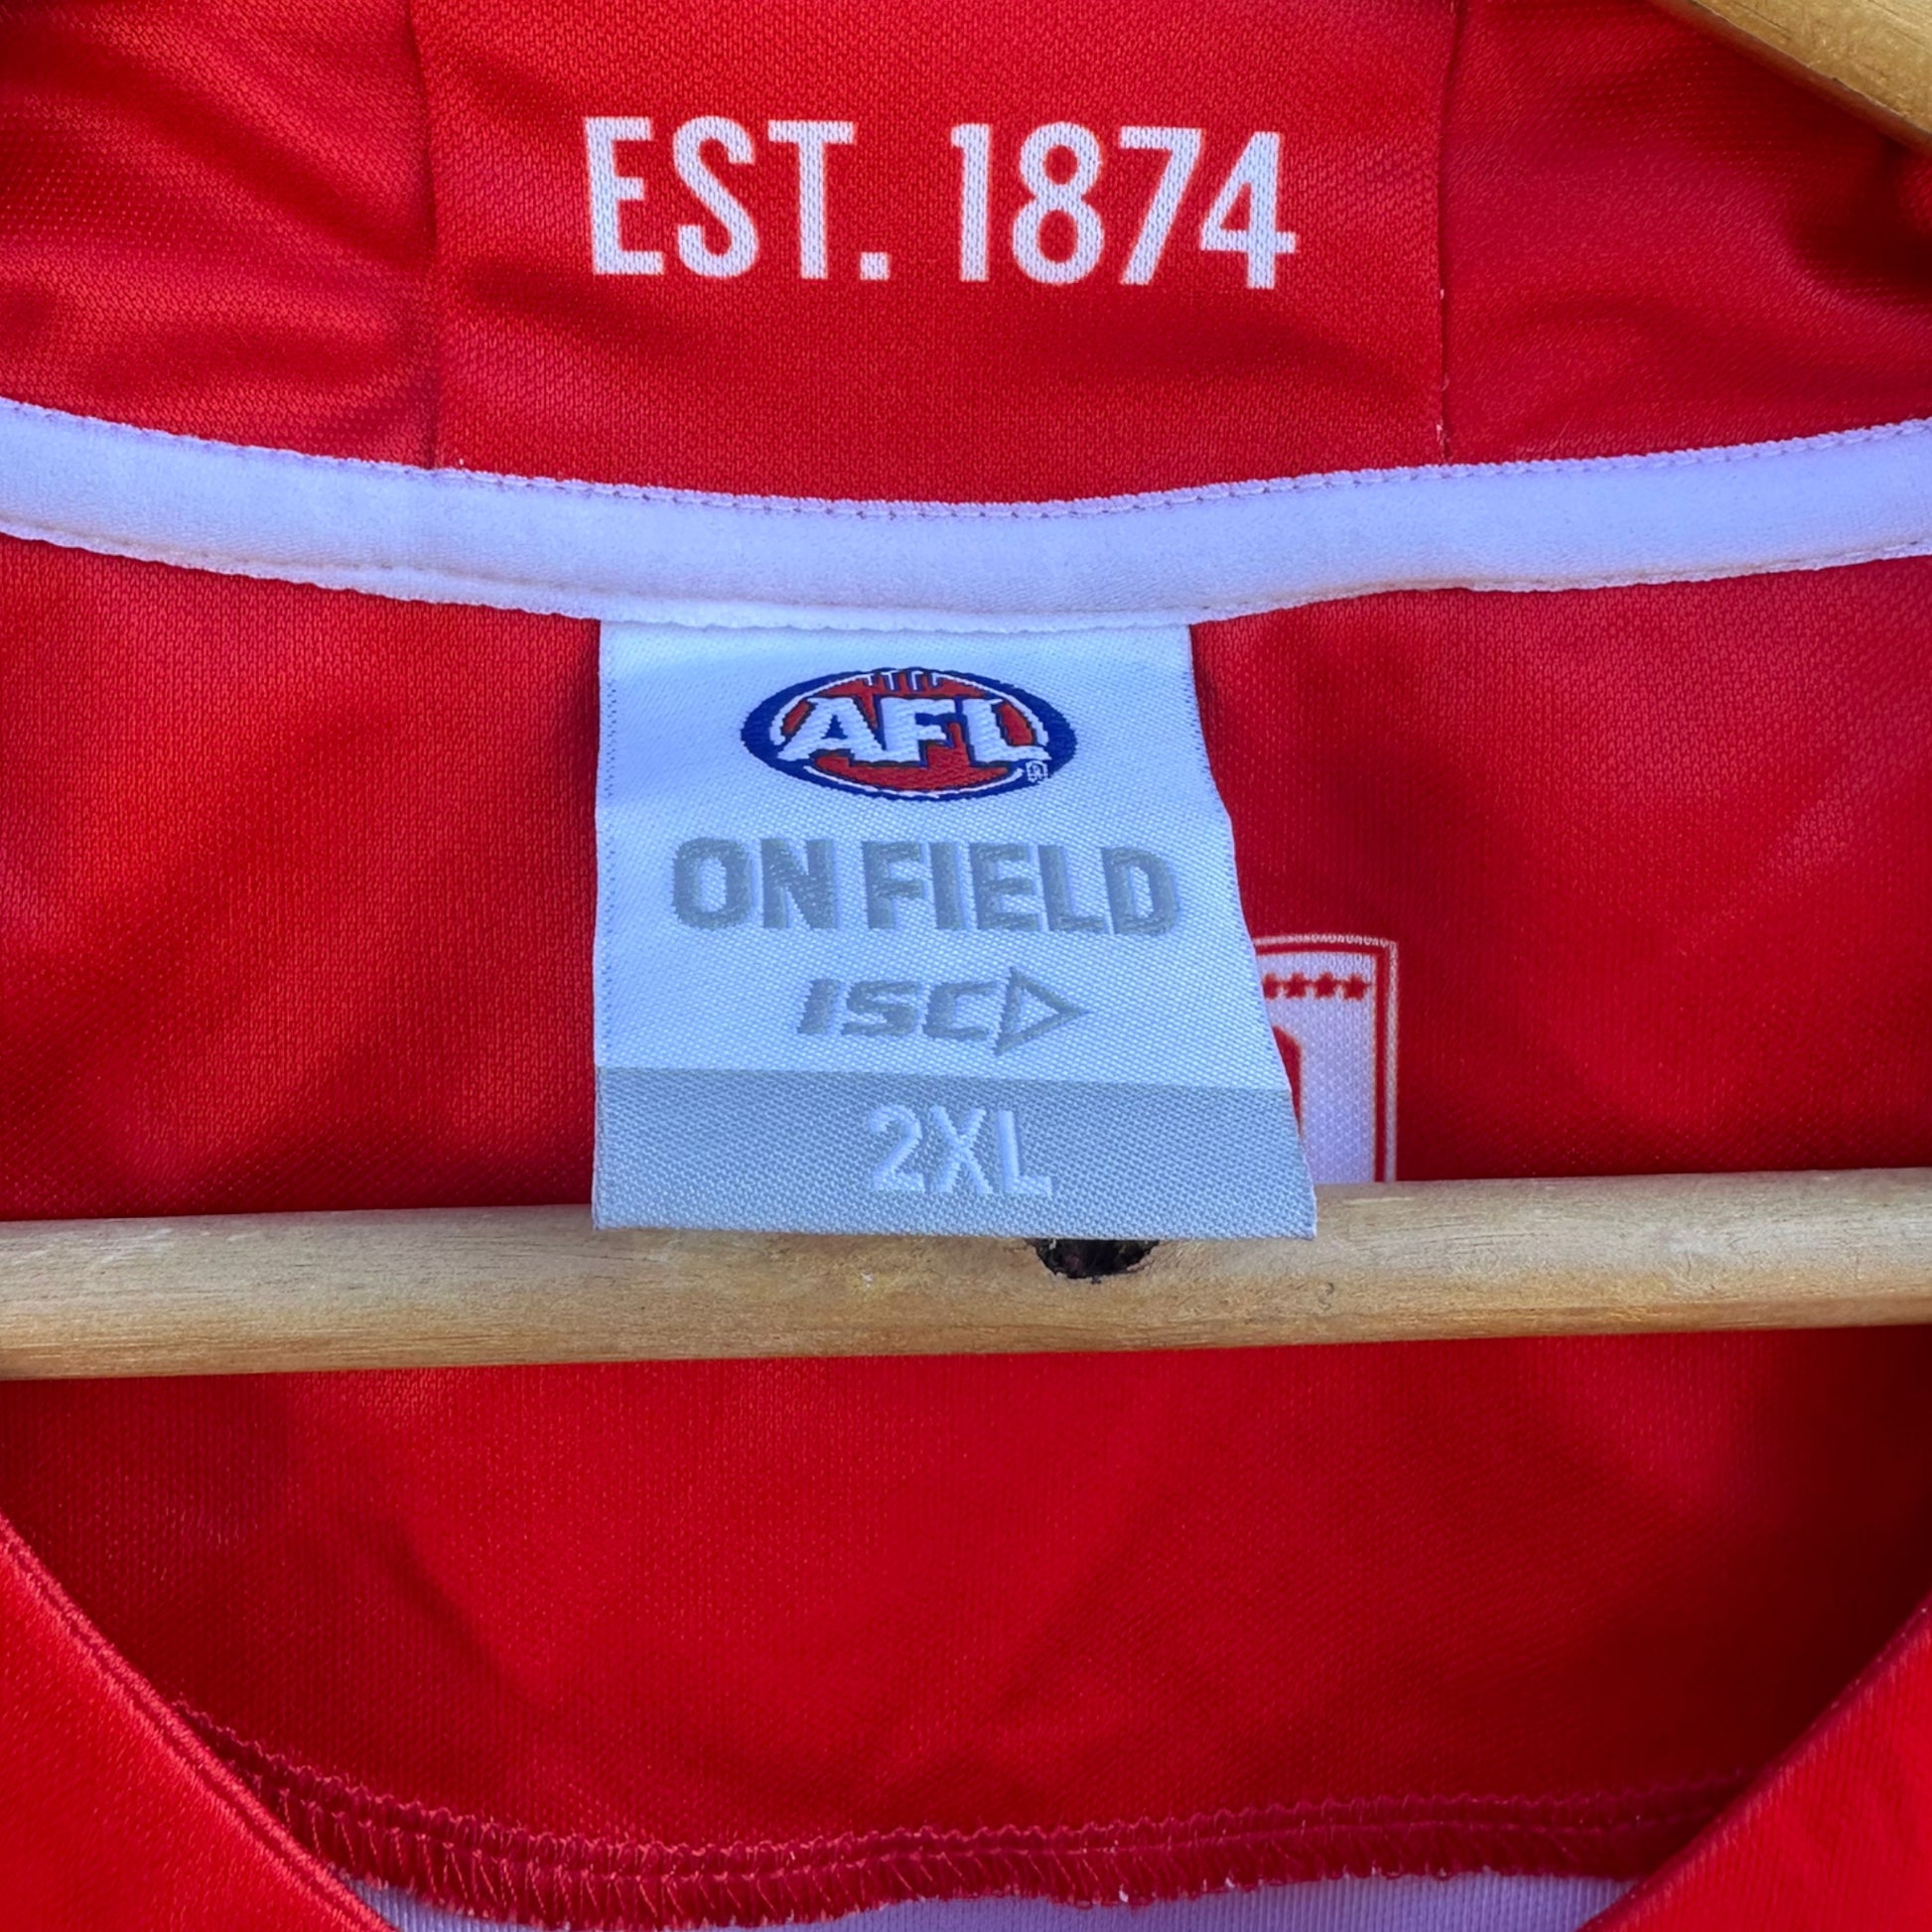 EST. 1874
AFL
ON FIELD
ISC
2XL